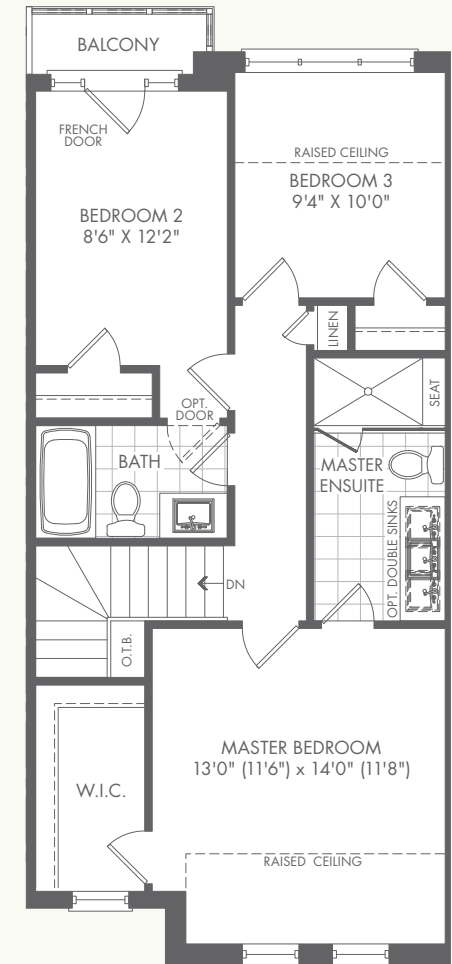 BALCONY
FRENCH
DOOR
RAISED CEILING
BEDROOM 3
9'4" X 10'0"
BEDROOM 2
8'6" X 12'2"
LINEN
SEAT
OPT.
DOOR
BATH
MASTER
ENSUITE
OPT. DOUBLE SINKS
DN
O.T.B.
MASTER BEDROOM
13'0" (11'6") x 14'0" (11'8")
W.I.C.
RAISED CEILING